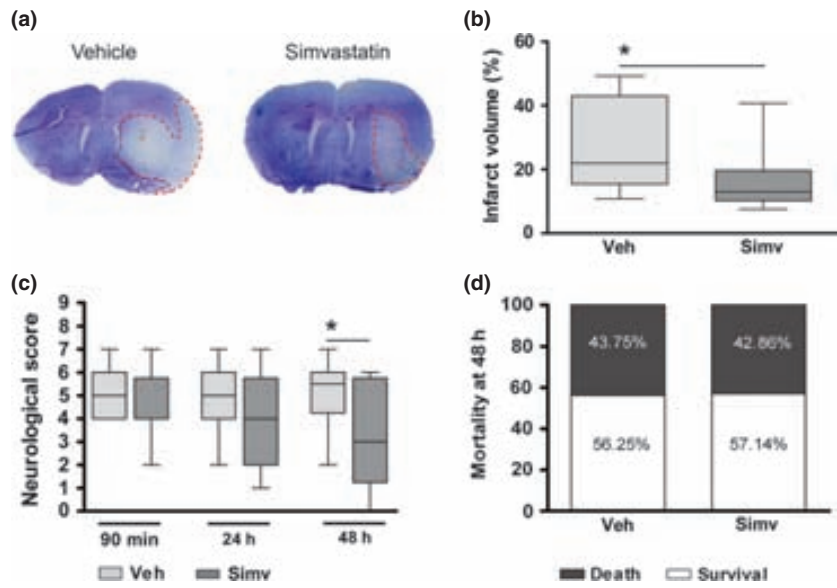 (a)
Vehicle
Simvastatin
(b)
Infarct volume (%)
60
40
20
0
*
Veh
Simv
(c)
Neurological score
9
8
7
6
5
4
3
2
1
0
*
90 min
24 h
48 h
Veh
Simv
(d)
Mortality at 48 h
100
80
60
40
20
0
43.75%
42.86%
56.25%
57.14%
Veh
Simv
Death
Survival